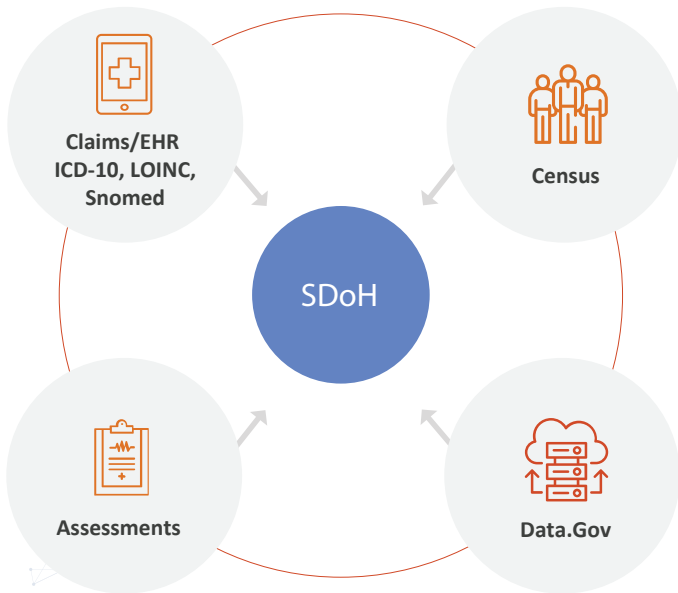 Claims/EHR
ICD-10, LOINC,
Snomed
Census
SDoH
Assessments
Data.Gov